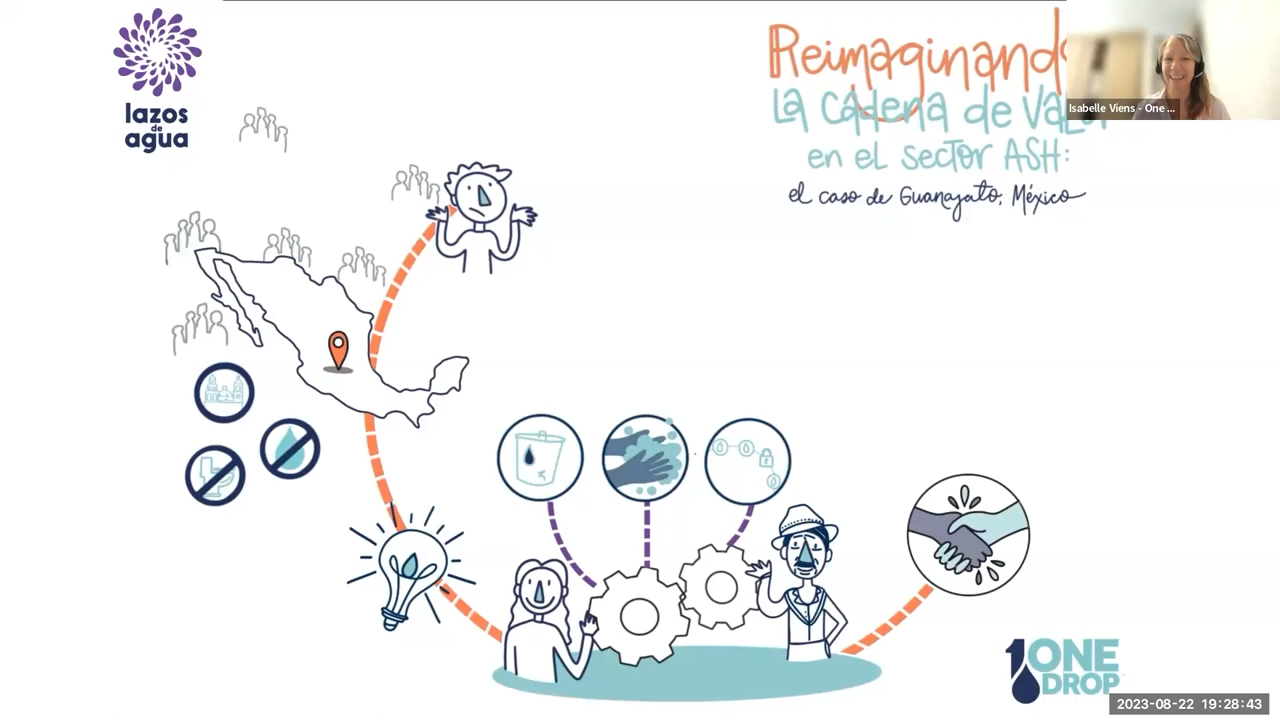 lazos
de
agua
Reimaginando
La cadena de Valor
en el sector ASH:
el caso de Guanajato, México
Isabelle Viens - One ...
ONE
DROP
2023-08-22 19:28:43